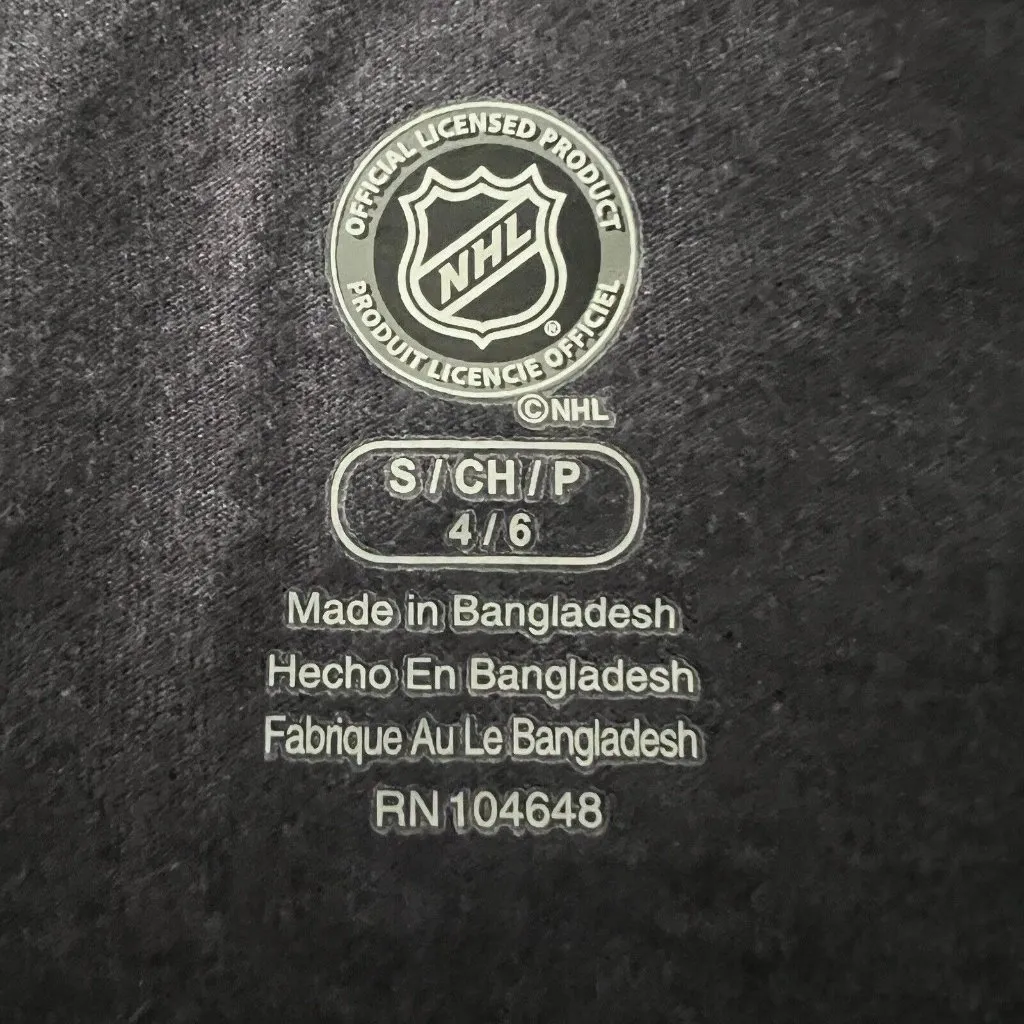 OFFICIAL LICENSED PRODUCT
NHL
®
PRODUIT LICENCIE OFFICIEL
©NHL
S / CH / P
4 / 6
Made in Bangladesh
Hecho En Bangladesh
Fabrique Au Le Bangladesh
RN 104648